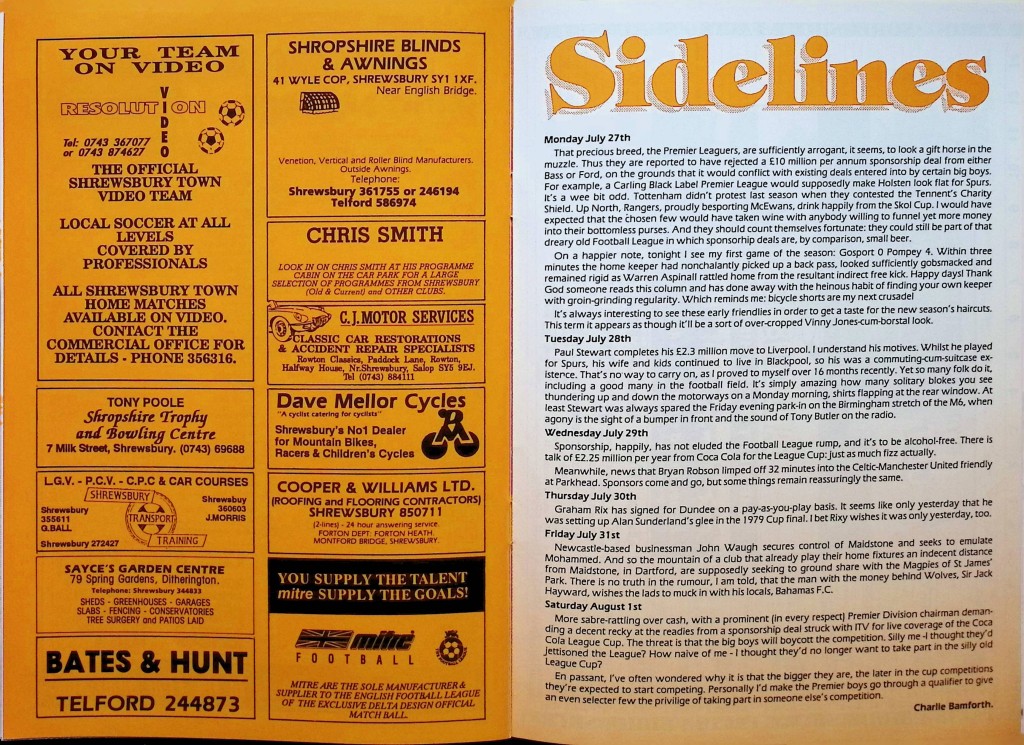 YOUR TEAM
ON VIDEO
RESOLUTION
VIDEO
Tel: 0743 367077
or 0743 874627
THE OFFICIAL
SHREWSBURY TOWN
VIDEO TEAM
LOCAL SOCCER AT ALL
LEVELS
COVERED BY
PROFESSIONALS
ALL SHREWSBURY TOWN
HOME MATCHES
AVAILABLE ON VIDEO.
CONTACT THE
COMMERCIAL OFFICE FOR
DETAILS - PHONE 356316.
TONY POOLE
Shropshire Trophy
and Bowling Centre
7 Milk Street, Shrewsbury. (0743) 69688
L.G.V. - P.C.V. - C.P.C & CAR COURSES
SHREWSBURY
TRANSPORT
TRAINING
Shrewsbury
355611
G.BALL
Shrewsbuy
360603
J.MORRIS
Shrewsbury 272427
SAYCE'S GARDEN CENTRE
79 Spring Gardens, Ditherington.
Telephone: Shrewsbury 344833
SHEDS - GREENHOUSES - GARAGES
SLABS - FENCING - CONSERVATORIES
TREE SURGERY and PATIOS LAID
BATES & HUNT
TELFORD 244873
SHROPSHIRE BLINDS
& AWNINGS
41 WYLE COP, SHREWSBURY SY1 1XF.
Near English Bridge.
Venetion, Vertical and Roller Blind Manufacturers.
Outside Awnings.
Telephone:
Shrewsbury 361755 or 246194
Telford 586974
CHRIS SMITH
LOOK IN ON CHRIS SMITH AT HIS PROGRAMME
CABIN ON THE CAR PARK FOR A LARGE
SELECTION OF PROGRAMMES FROM SHREWSBURY
(Old & Current) and OTHER CLUBS.
C.J.MOTOR SERVICES
CLASSIC CAR RESTORATIONS
& ACCIDENT REPAIR SPECIALISTS
Rowton Classics, Paddock Lane, Rowton,
Halfway House, Nr.Shrewsbury, Salop SY5 9EJ.
Tel (0743) 884111
Dave Mellor Cycles
"A cyclist catering for cyclists"
Shrewsbury's No1 Dealer
for Mountain Bikes,
Racers & Children's Cycles
COOPER & WILLIAMS LTD.
(ROOFING and FLOORING CONTRACTORS)
SHREWSBURY 850711
(2-lines) - 24 hour answering service.
FORTON DEPT: FORTON HEATH.
MONTFORD BRIDGE, SHREWSBURY.
YOU SUPPLY THE TALENT
mitre SUPPLY THE GOALS!
mitre
FOOTBALL
MITRE ARE THE SOLE MANUFACTURER &
SUPPLIER TO THE ENGLISH FOOTBALL LEAGUE
OF THE EXCLUSIVE DELTA DESIGN OFFICIAL
MATCH BALL.
Sidelines
Monday July 27th
That precious breed, the Premier Leaguers, are sufficiently arrogant, it seems, to look a gift horse in the
muzzle. Thus they are reported to have rejected a £10 million per annum sponsorship deal from either
Bass or Ford, on the grounds that it would conflict with existing deals entered into by certain big boys.
For example, a Carling Black Label Premier League would supposedly make Holsten look flat for Spurs.
It's a wee bit odd. Tottenham didn't protest last season when they contested the Tennent's Charity
Shield. Up North, Rangers, proudly besporting McEwans, drink happily from the Skol Cup. I would have
expected that the chosen few would have taken wine with anybody willing to funnel yet more money
into their bottomless purses. And they should count themselves fortunate: they could still be part of that
dreary old Football League in which sponsorhip deals are, by comparison, small beer.
On a happier note, tonight I see my first game of the season: Gosport 0 Pompey 4. Within three
minutes the home keeper had nonchalantly picked up a back pass, looked sufficiently gobsmacked and
remained rigid as Warren Aspinall rattled home from the resultant indirect free kick. Happy days! Thank
God someone reads this column and has done away with the heinous habit of finding your own keeper
with groin-grinding regularity. Which reminds me: bicycle shorts are my next crusade!
It's always interesting to see these early friendlies in order to get a taste for the new season's haircuts.
This term it appears as though it'll be a sort of over-cropped Vinny Jones-cum-borstal look.
Tuesday July 28th
Paul Stewart completes his £2.3 million move to Liverpool. I understand his motives. Whilst he played
for Spurs, his wife and kids continued to live in Blackpool, so his was a commuting-cum-suitcase ex-
istence. That's no way to carry on, as I proved to myself over 16 months recently. Yet so many folk do it,
including a good many in the football field. It's simply amazing how many solitary blokes you see
thundering up and down the motorways on a Monday morning, shirts flapping at the rear window. At
least Stewart was always spared the Friday evening park-in on the Birmingham stretch of the M6, when
agony is the sight of a bumper in front and the sound of Tony Butler on the radio.
Wednesday July 29th
Sponsorship, happily, has not eluded the Football League rump, and it's to be alcohol-free. There is
talk of £2.25 million per year from Coca Cola for the League Cup: just as much fizz actually.
Meanwhile, news that Bryan Robson limped off 32 minutes into the Celtic-Manchester United friendly
at Parkhead. Sponsors come and go, but some things remain reassuringly the same.
Thursday July 30th
Graham Rix has signed for Dundee on a pay-as-you-play basis. It seems like only yesterday that he
was setting up Alan Sunderland's glee in the 1979 Cup final. I bet Rixy wishes it was only yesterday, too.
Friday July 31st
Newcastle-based businessman John Waugh secures control of Maidstone and seeks to emulate
Mohammed. And so the mountain of a club that already play their home fixtures an indecent distance
from Maidstone, in Dartford, are supposedly seeking to ground share with the Magpies of St James'
Park. There is no truth in the rumour, I am told, that the man with the money behind Wolves, Sir Jack
Hayward, wishes the lads to muck in with his locals, Bahamas F.C.
Saturday August 1st
More sabre-rattling over cash, with a prominent (in every respect) Premier Division chairman deman-
ding a decent recky at the readies from a sponsorship deal struck with ITV for live coverage of the Coca
Cola League Cup. The threat is that the big boys will boycott the competition. Silly me -I thought they'd
jettisoned the League? How naive of me - I thought they'd no longer want to take part in the silly old
League Cup?
En passant, I've often wondered why it is that the bigger they are, the later in the cup competitions
they're expected to start competing. Personally I'd make the Premier boys go through a qualifier to give
an even selecter few the privilige of taking part in someone else's competition.
Charlie Bamforth.